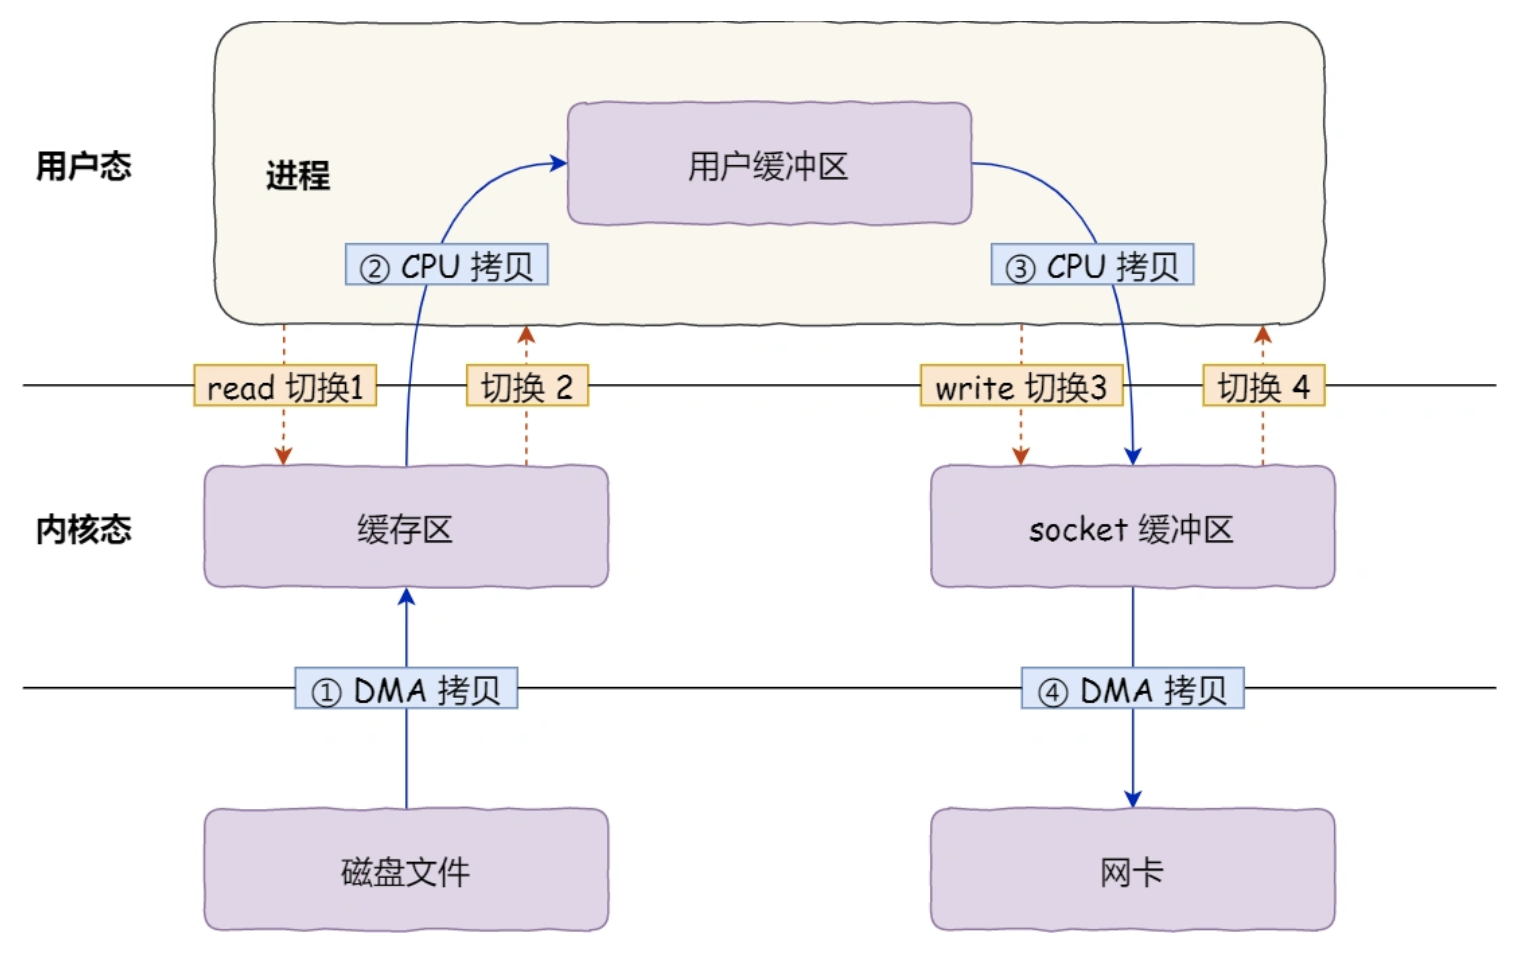 用户态
进程
用户缓冲区
② CPU 拷贝
③ CPU 拷贝
read 切换1
切换 2
write 切换3
切换 4
内核态
缓存区
socket 缓冲区
① DMA 拷贝
④ DMA 拷贝
磁盘文件
网卡